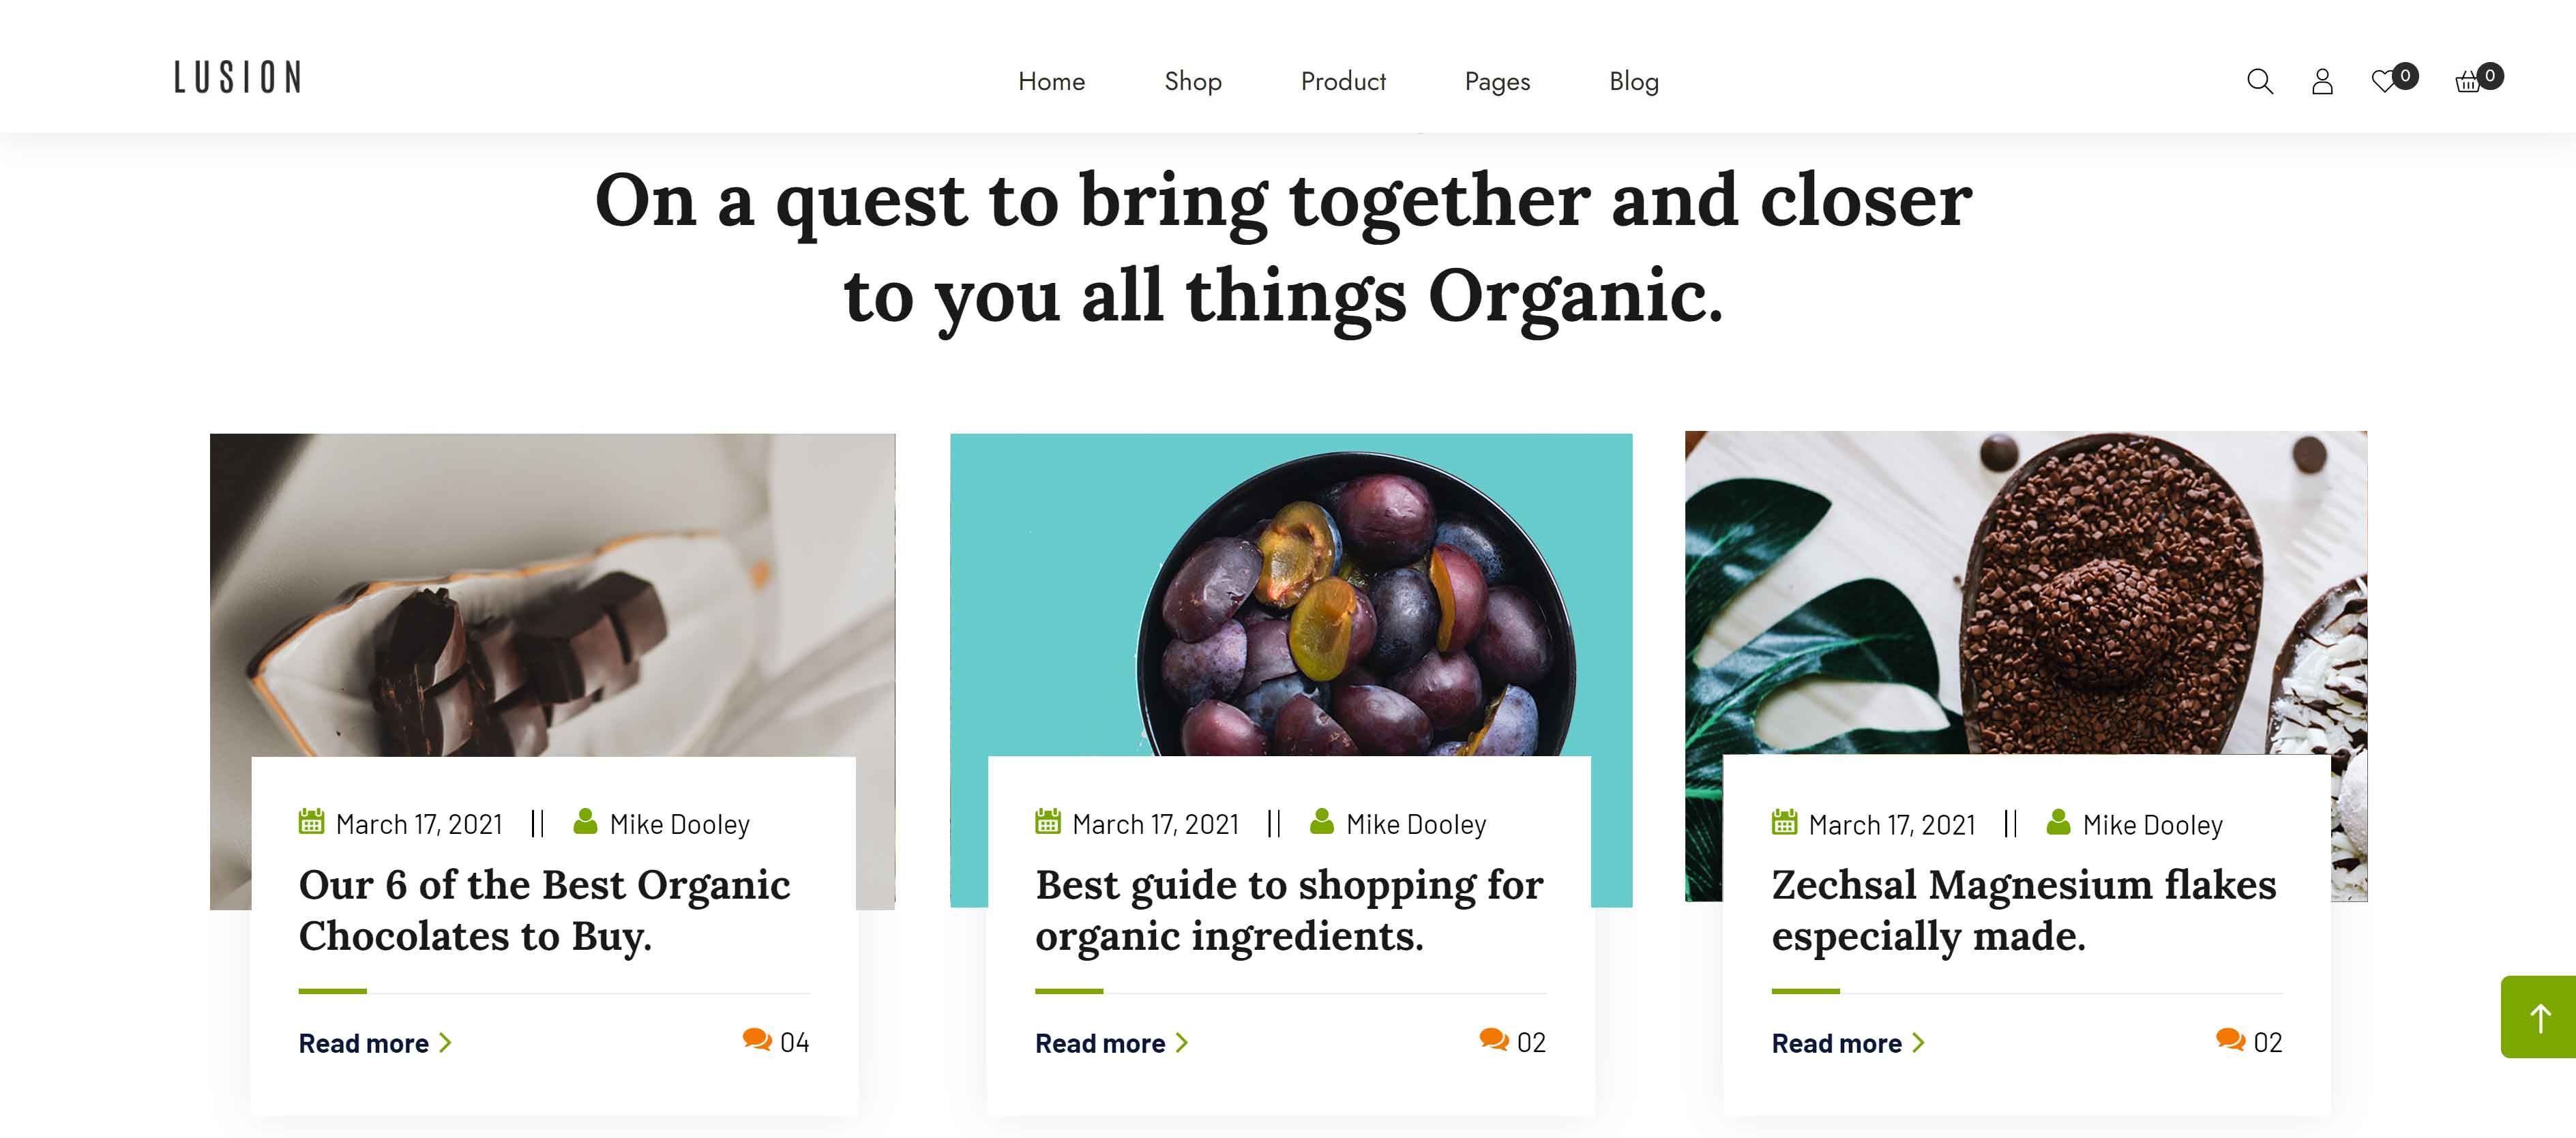 LUSION
Home Shop Product Pages Blog
0 0
On a quest to bring together and closer
to you all things Organic.
March 17, 2021 || Mike Dooley
Our 6 of the Best Organic
Chocolates to Buy.
Read more 04
March 17, 2021 || Mike Dooley
Best guide to shopping for
organic ingredients.
Read more 02
March 17, 2021 || Mike Dooley
Zechsal Magnesium flakes
especially made.
Read more 02